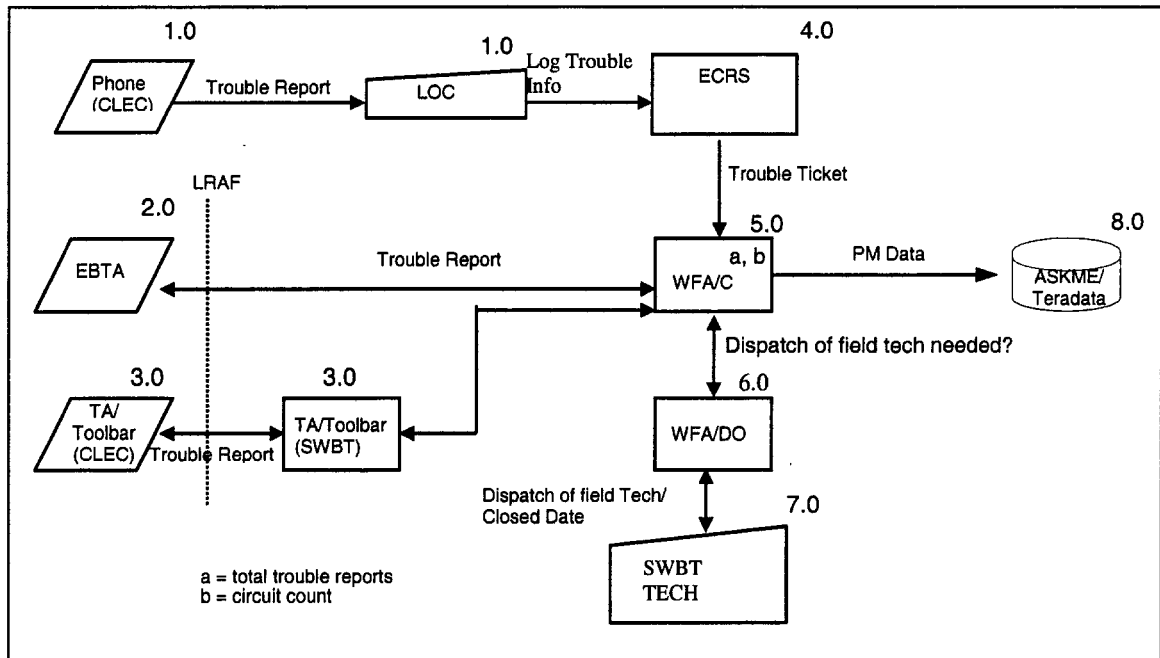 1.0
1.0
4.0
Phone
(CLEC)
Trouble Report
LOC
Log Trouble
Info
ECRS
Trouble Ticket
LRAF
2.0
5.0
8.0
EBTA
Trouble Report
a, b
WFA/C
PM Data
ASKME/
Teradata
Dispatch of field tech needed?
3.0
3.0
6.0
TA/
Toolbar
(CLEC)
Trouble Report
TA/Toolbar
(SWBT)
WFA/DO
Dispatch of field Tech/
Closed Date
7.0
SWBT
TECH
a = total trouble reports
b = circuit count